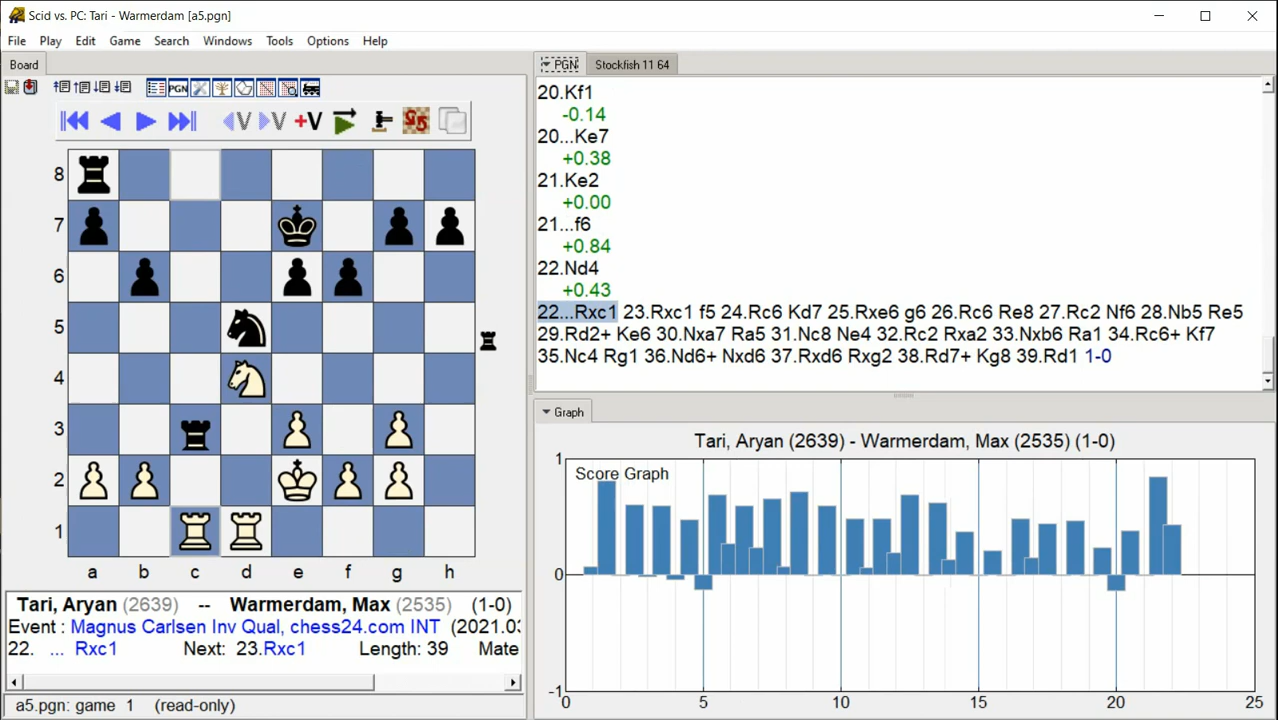 Scid vs. PC: Tari - Warmerdam [a5.pgn]
File Play Edit Game Search Windows Tools Options Help
Board
PGN Stockfish 11 64
PGN
+V
20.Kf1
-0.14
20...Ke7
+0.38
21.Ke2
+0.00
21...f6
+0.84
22.Nd4
+0.43
22...Rxc1 23.Rxc1 f5 24.Rc6 Kd7 25.Rxe6 g6 26.Rc6 Re8 27.Rc2 Nf6 28.Nb5 Re5
29.Rd2+ Ke6 30.Nxa7 Ra5 31.Nc8 Ne4 32.Rc2 Rxa2 33.Nxb6 Ra1 34.Rc6+ Kf7
35.Nc4 Rg1 36.Nd6+ Nxd6 37.Rxd6 Rxg2 38.Rd7+ Kg8 39.Rd1 1-0
8
7
6
5
4
3
2
1
a b c d e f g h
Tari, Aryan (2639) -- Warmerdam, Max (2535) (1-0)
Event : Magnus Carlsen Inv Qual, chess24.com INT (2021.03
22. ... Rxc1 Next: 23.Rxc1 Length: 39 Mate
a5.pgn: game 1 (read-only)
Graph
Tari, Aryan (2639) - Warmerdam, Max (2535) (1-0)
Score Graph
1
0
-1
0 5 10 15 20 25